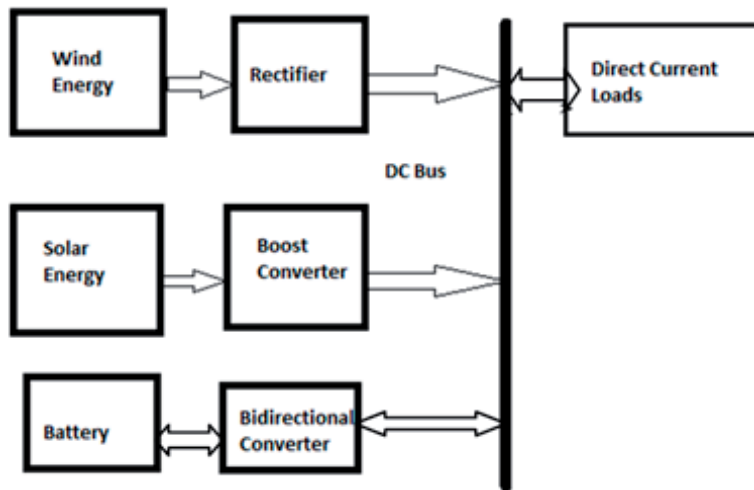 Wind
Energy
Rectifier
Direct Current
Loads
DC Bus
Solar
Energy
Boost
Converter
Battery
Bidirectional
Converter